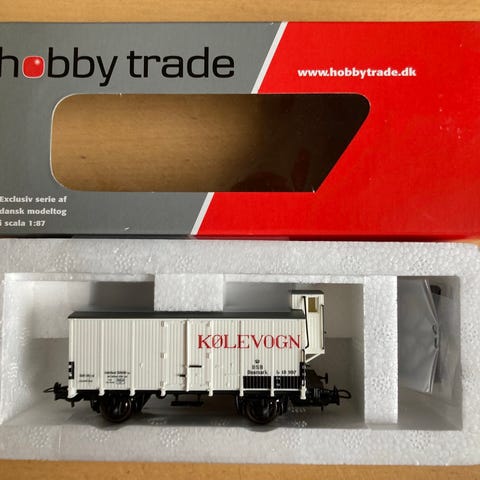 hobby trade
www.hobbytrade.dk
Exclusiv serie af
dansk modeltog
i scala 1:87
KØLEVOGN
DSB
Danmark